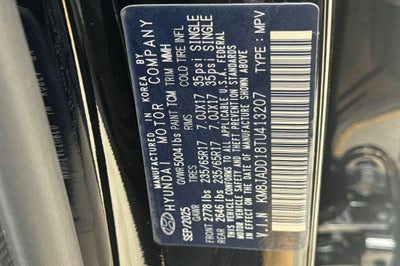 MANUFACTURED IN KOREA BY
HYUNDAI MOTOR COMPANY
SEP/2025 GVWR 5004 lbs PAINT TCM TRIM MMH
GAWR TIRES RIMS COLD TIRE INFL
FRONT 2778 lbs 235/65R17 7.0JX17 35psi SINGLE
REAR 2646 lbs 235/65R17 7.0JX17 35psi SINGLE
THIS VEHICLE CONFORMS TO ALL APPLICABLE U.S.A FEDERAL
MOTOR VEHICLE SAFETY, BUMPER AND THEFT-PREVENTION
STANDARDS IN EFFECT ON THE DATE OF MANUFACTURE SHOWN ABOVE
V.I.N KM8JADD18TU413207 TYPE : MPV